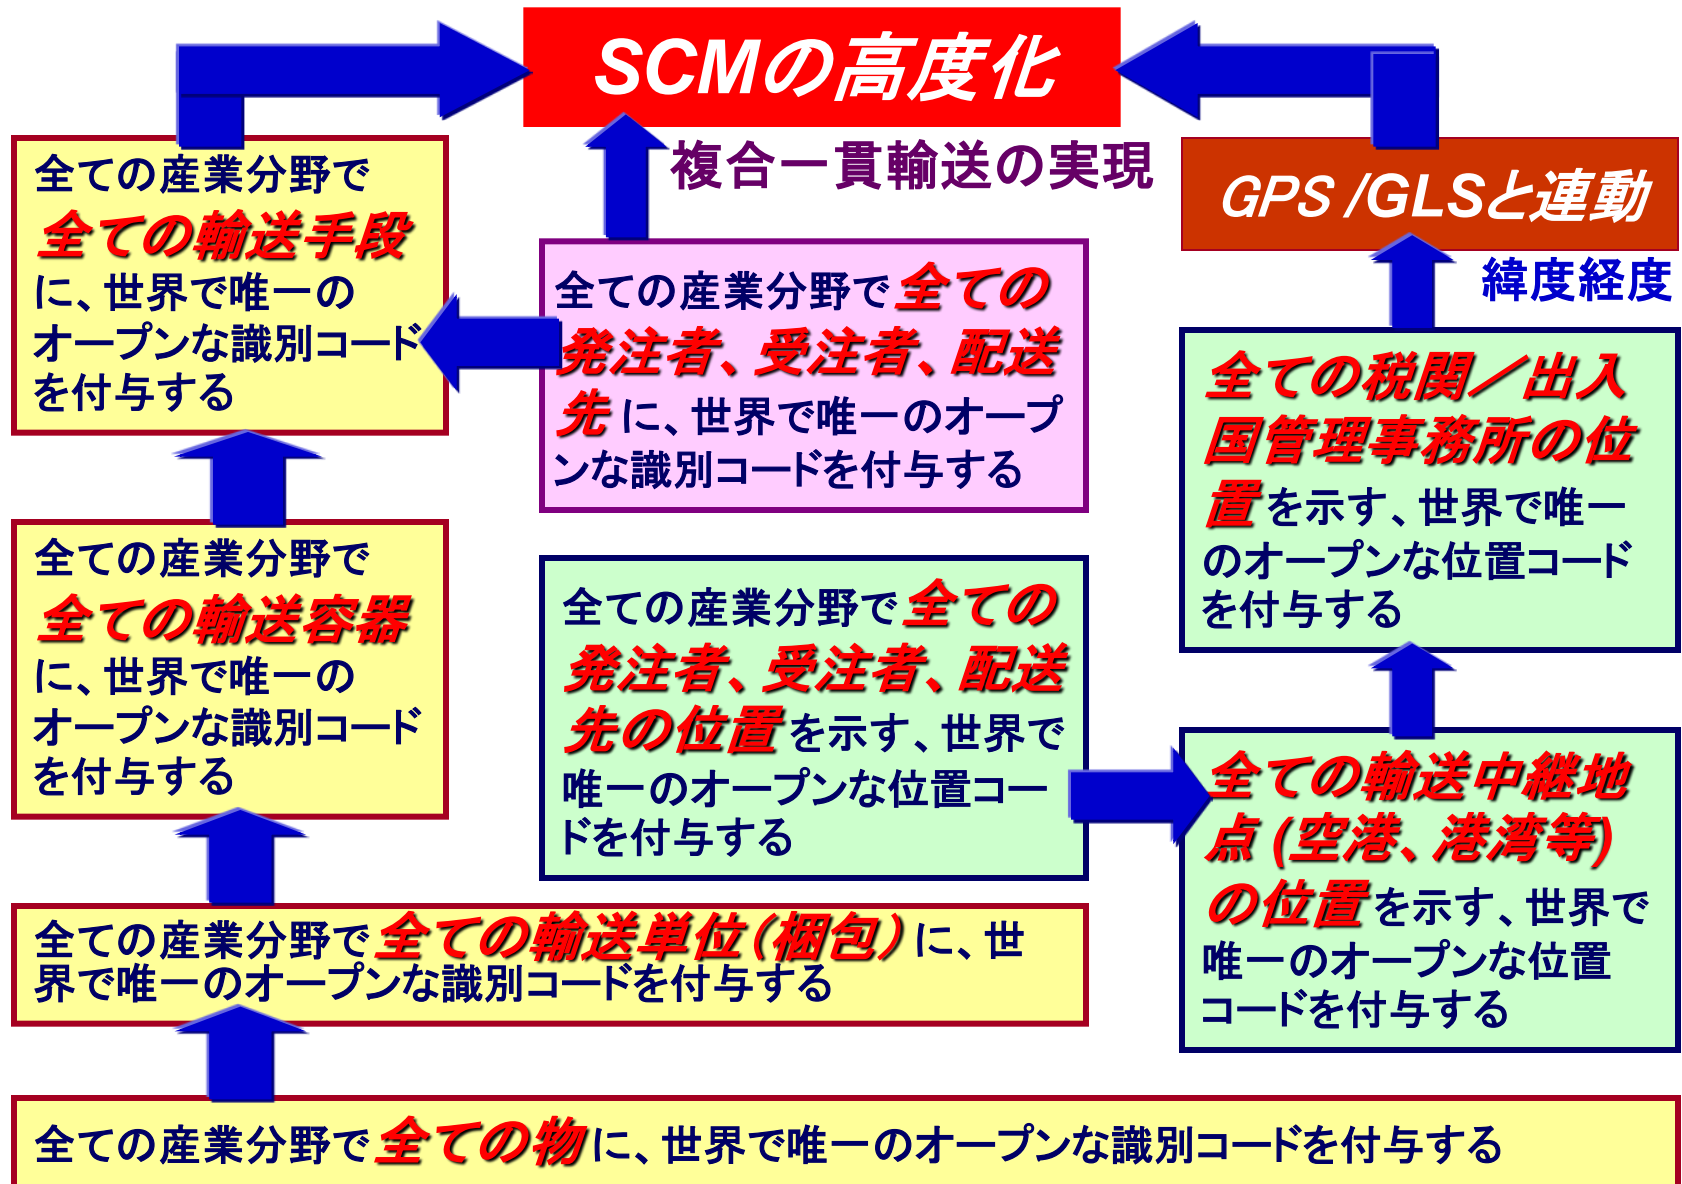 SCMの高度化
複合一貫輸送の実現
全ての産業分野で
全ての輸送手段
に、世界で唯一の
オープンな識別コード
を付与する
全ての産業分野で全ての
発注者、受注者、配送
先に、世界で唯一のオープ
ンな識別コードを付与する
GPS /GLSと連動
緯度経度
全ての税関／出入
国管理事務所の位
置を示す、世界で唯一
のオープンな位置コード
を付与する
全ての産業分野で
全ての輸送容器
に、世界で唯一の
オープンな識別コード
を付与する
全ての産業分野で全ての
発注者、受注者、配送
先の位置を示す、世界で
唯一のオープンな位置コー
ドを付与する
全ての輸送中継地
点(空港、港湾等)
の位置を示す、世界で
唯一のオープンな位置
コードを付与する
全ての産業分野で全ての輸送単位(梱包)に、世
界で唯一のオープンな識別コードを付与する
全ての産業分野で全ての物に、世界で唯一のオープンな識別コードを付与する